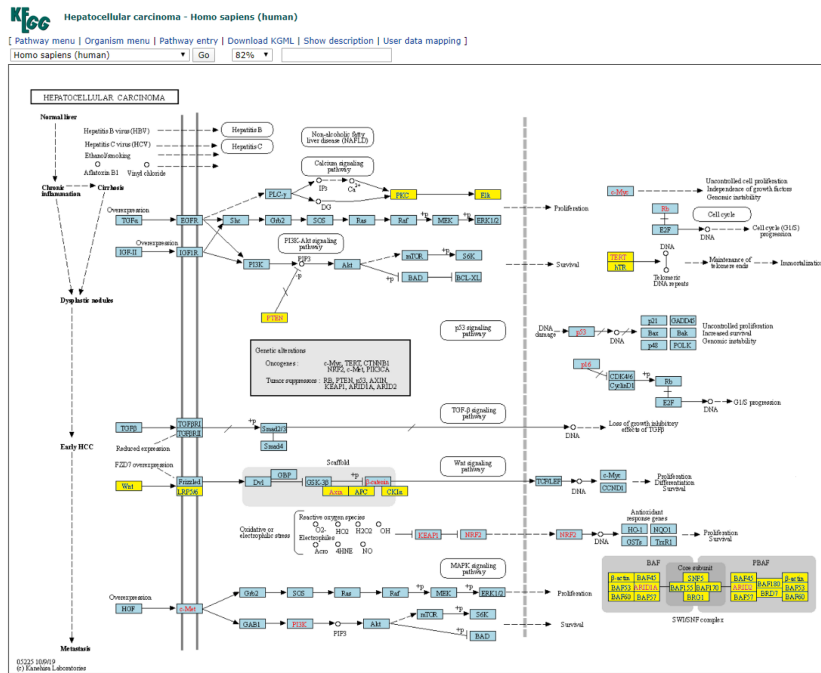 KEGG
Hepatocellular carcinoma - Homo sapiens (human)
[ Pathway menu | Organism menu | Pathway entry | Download KGML | Show description | User data mapping ]
Homo sapiens (human) Go 82%
HEPATOCELLULAR CARCINOMA
Normal liver
Hepatitis B virus (HBV) Hepatitis B
Hepatitis C virus (HCV) Hepatitis C
Ethanol/smoking
Aflatoxin B1 Vinyl chloride
Chronic inflammation Cirrhosis
Non-alcoholic fatty liver disease (NAFLD)
Calcium signaling pathway
PLC-γ IP3 Ca2+ DG PKC Elk
Overexpression
TGFα EGFR Shc Grb2 SOS Ras Raf +p MEK +p ERK1/2 Proliferation
Overexpression
IGF-II IGF1R
PI3K-Akt signaling pathway
PI3K PIP3 Akt mTOR S6K Survival
+p BAD BCL-XL
PTEN
c-Myc Uncontrolled cell proliferation
Independence of growth factors
Genomic instability
Rb Cell cycle
E2F DNA Cell cycle (G1/S) progression
TERT DNA Maintenance of telomere ends Immortalization
hTR Telomeric DNA repeats
Dysplastic nodules
p53 signaling pathway
DNA damage p53 DNA
p21 GADD45
Bax Bak
p48 POLK
Uncontrolled proliferation
Increased survival
Genomic instability
Genetic alterations
Oncogenes : c-Myc, TERT, CTNNB1
NRF2, c-Met, PIK3CA
Tumor suppressors : RB, PTEN, p53, AXIN,
KEAP1, ARID1A, ARID2
p16 CDK4/6 CyclinD1 +p Rb
E2F DNA G1/S progression
TGF-β signaling pathway
TGFβ TGFβRI TGFβRII +p Smad2/3 Smad4
DNA Loss of growth inhibitory effects of TGFβ
Early HCC
Reduced expression
FZD7 overexpression
Scaffold
Wnt signaling pathway
Wnt Frizzled LRP5/6 Dvl GBP GSK-3β +p β-catenin
Axin APC CK1α
TCF/LEF DNA c-Myc CCND1
Proliferation
Differentiation
Survival
Oxidative or electrophilic stress
Reactive oxygen species
O2- HO2 H2O2 OH
Electrophiles
Acro 4HNE NO
KEAP1 NRF2 NRF2 DNA
Antioxidant response genes
HO-1 NQO1
GSTs TxnR1
Proliferation
Survival
MAPK signaling pathway
Overexpression
HGF c-Met Grb2 SOS Ras Raf +p MEK +p ERK1/2 Proliferation
GAB1 PI3K PIP3 Akt mTOR S6K Survival
+p BAD
BAF PBAF
Core subunit
β-actin BAF45 SNF5 BAF45 BAF180 β-actin
BAF53 ARID1A BAF155 BAF170 ARID2 BAF53
BAF60 BAF57 BRG1 BAF57 BRD7 BAF60
SWI/SNF complex
Metastasis
05225 10/9/19
(c) Kanehisa Laboratories